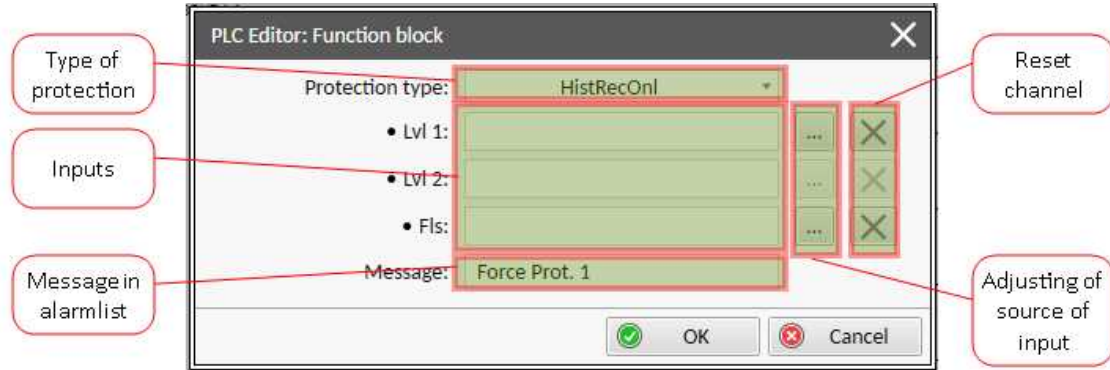 PLC Editor: Function block
Type of
protection
Protection type:
HistRecOnl
Reset
channel
Inputs
• Lvl 1:
...
• Lvl 2:
...
• Fls:
...
Message in
alarmlist
Message:
Force Prot. 1
Adjusting of
source of
input
OK
Cancel